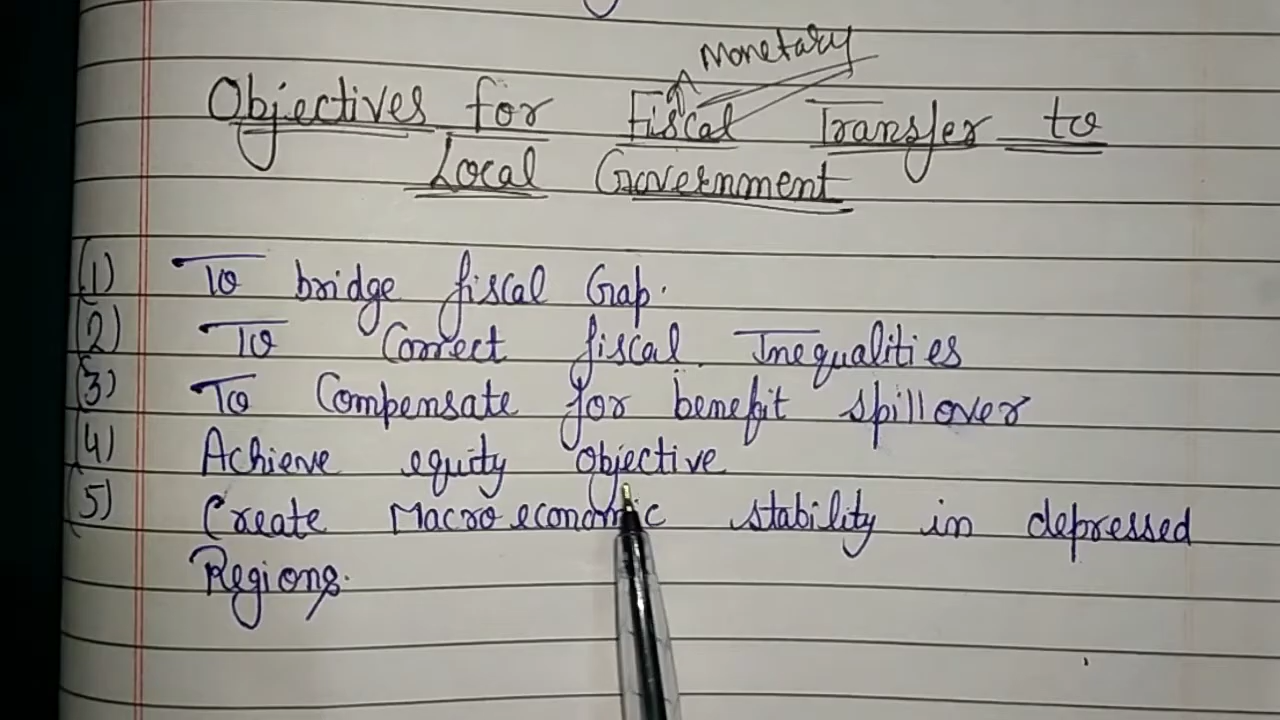 Monetary
Objectives for Fiscal Transfer to
Local Government
(1) To bridge fiscal Gap.
(2) To Correct fiscal Inequalities
(3) To Compensate for benefit spillover
(4) Achieve equity objective
(5) Create Macroeconomic stability in depressed
Regions.